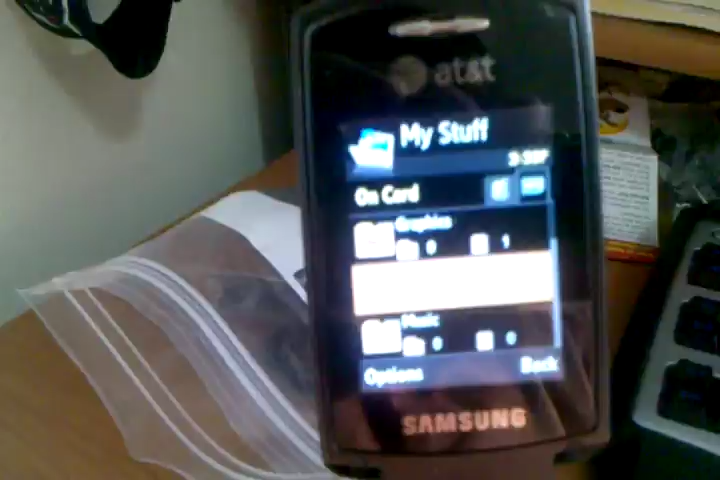 at&t
My Stuff
On Card
Graphics
0 1
Music
0 0
Options Back
SAMSUNG